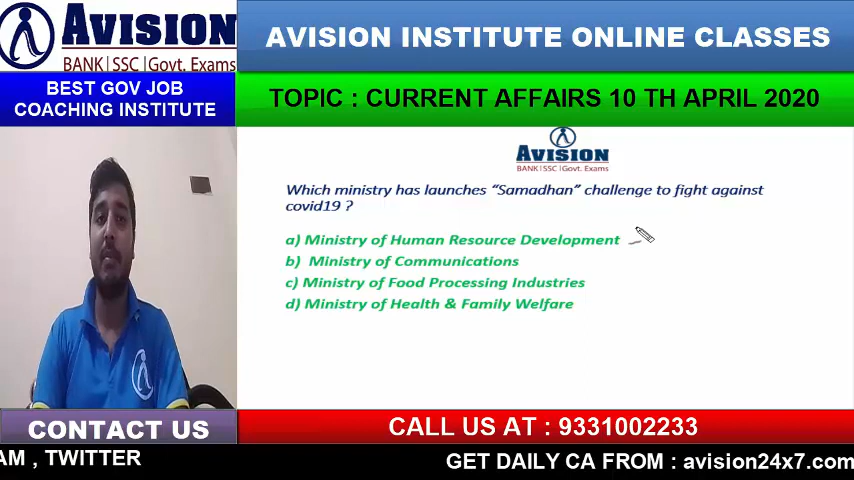 AVISION
BANK|SSC|Govt. Exams
AVISION INSTITUTE ONLINE CLASSES
BEST GOV JOB
COACHING INSTITUTE
TOPIC : CURRENT AFFAIRS 10 TH APRIL 2020
AVISION
BANK|SSC|Govt. Exams
Which ministry has launches “Samadhan” challenge to fight against
covid19 ?
a) Ministry of Human Resource Development
b) Ministry of Communications
c) Ministry of Food Processing Industries
d) Ministry of Health & Family Welfare
CONTACT US
CALL US AT : 9331002233
AM , TWITTER
GET DAILY CA FROM : avision24x7.com